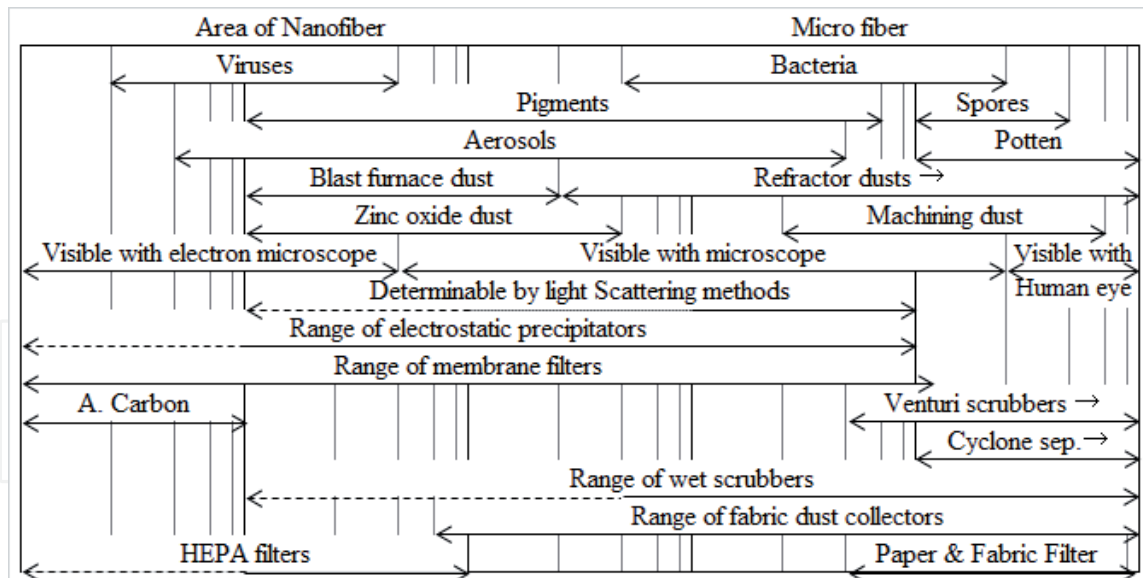 Area of Nanofiber Micro fiber
Viruses Bacteria
Pigments Spores
Aerosols Potten
Blast furnace dust Refractor dusts →
Zinc oxide dust Machining dust
Visible with electron microscope Visible with microscope Visible with
Determinable by light Scattering methods Human eye
Range of electrostatic precipitators
Range of membrane filters
A. Carbon Venturi scrubbers →
Cyclone sep.→
Range of wet scrubbers
Range of fabric dust collectors
HEPA filters Paper & Fabric Filter